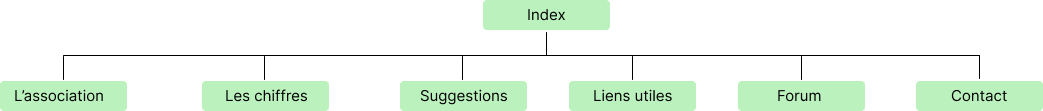 Index
L’association
Les chiffres
Suggestions
Liens utiles
Forum
Contact